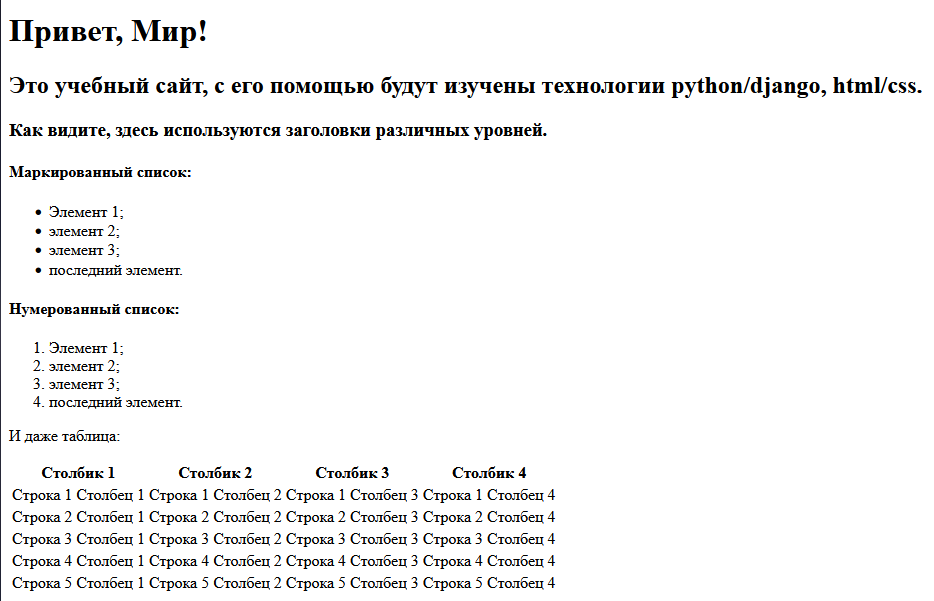 Привет, Мир!
Это учебный сайт, с его помощью будут изучены технологии python/django, html/css.
Как видите, здесь используются заголовки различных уровней.
Маркированный список:
• Элемент 1;
• элемент 2;
• элемент 3;
• последний элемент.
Нумерованный список:
1. Элемент 1;
2. элемент 2;
3. элемент 3;
4. последний элемент.
И даже таблица:
Столбик 1 Столбик 2 Столбик 3 Столбик 4
Строка 1 Столбец 1 Строка 1 Столбец 2 Строка 1 Столбец 3 Строка 1 Столбец 4
Строка 2 Столбец 1 Строка 2 Столбец 2 Строка 2 Столбец 3 Строка 2 Столбец 4
Строка 3 Столбец 1 Строка 3 Столбец 2 Строка 3 Столбец 3 Строка 3 Столбец 4
Строка 4 Столбец 1 Строка 4 Столбец 2 Строка 4 Столбец 3 Строка 4 Столбец 4
Строка 5 Столбец 1 Строка 5 Столбец 2 Строка 5 Столбец 3 Строка 5 Столбец 4